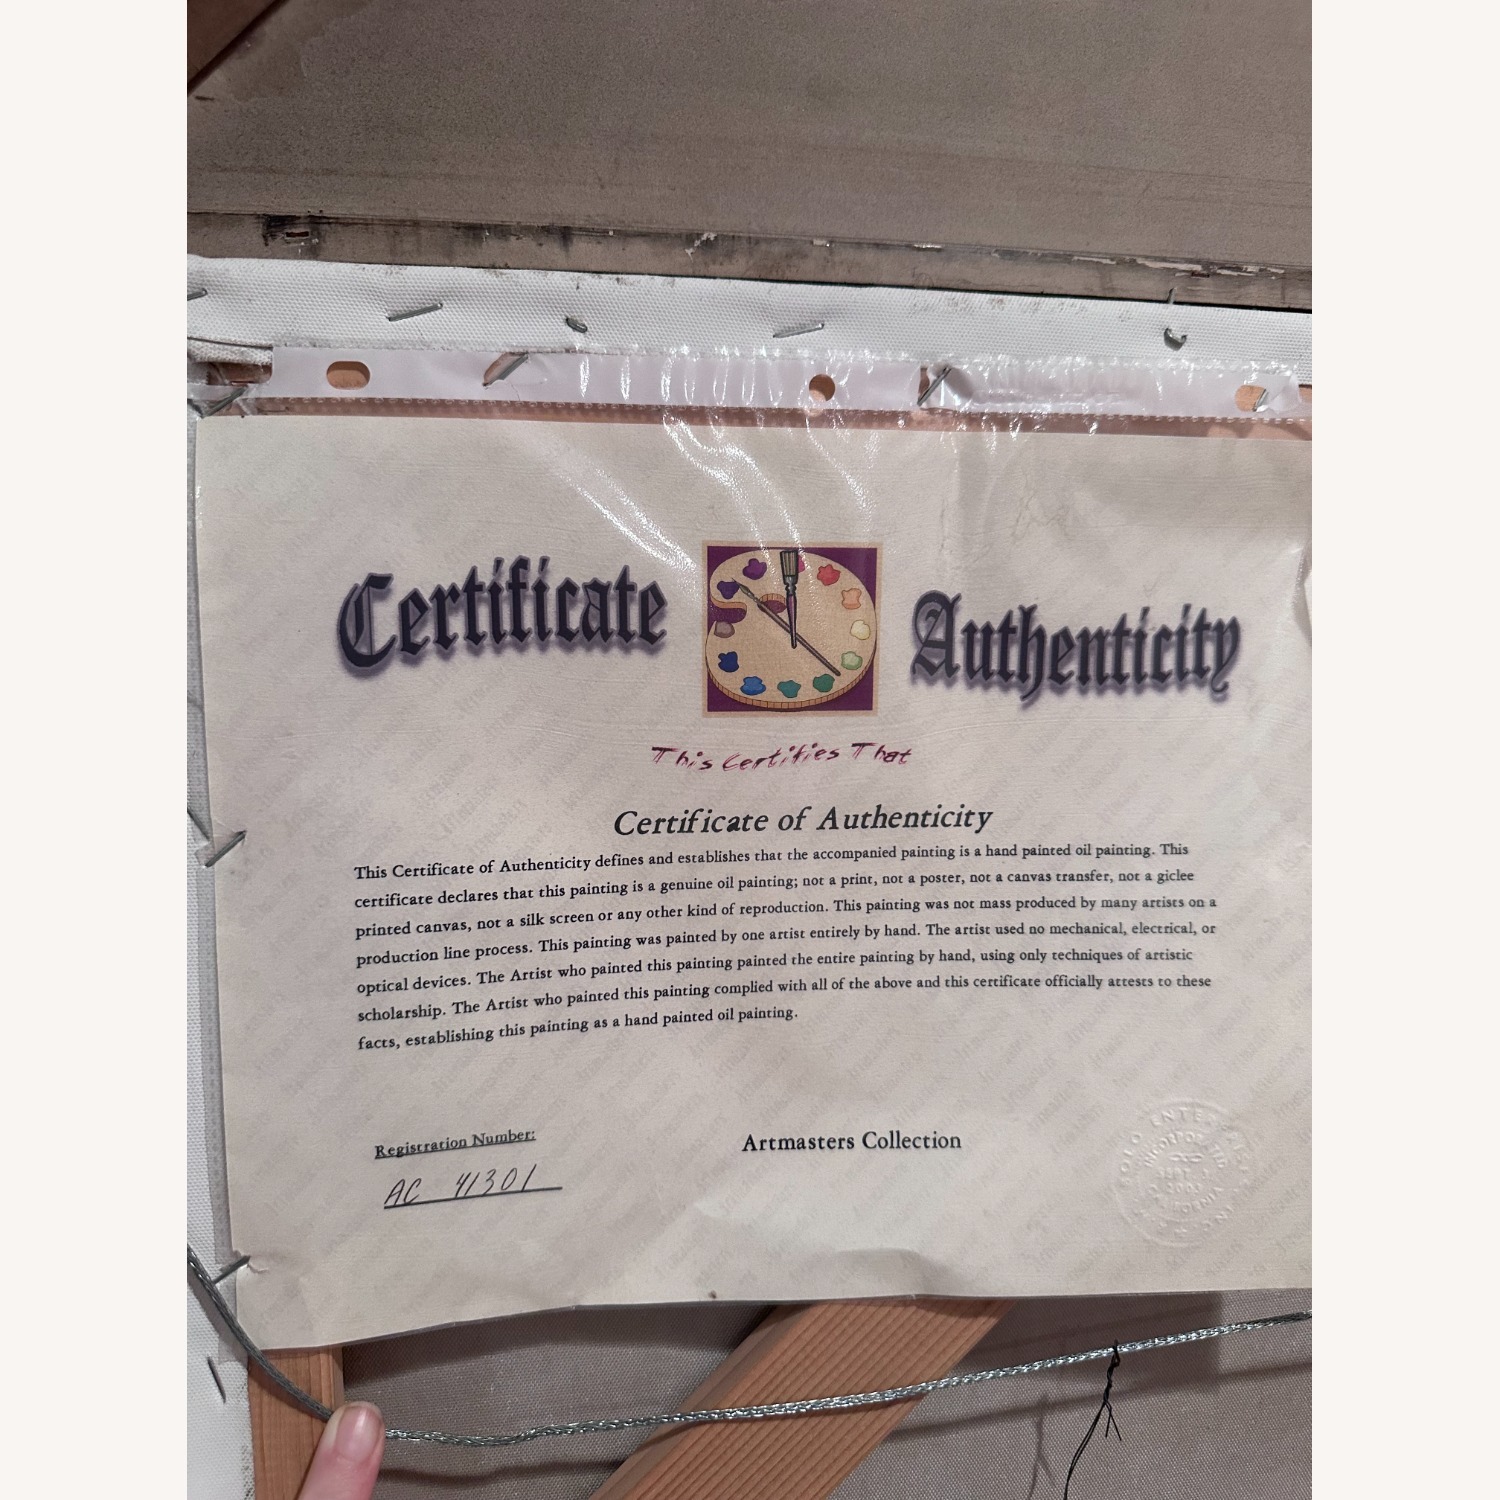 Certificate Authenticity
This Certifies That
Certificate of Authenticity
This Certificate of Authenticity defines and establishes that the accompanied painting is a hand painted oil painting. This
certificate declares that this painting is a genuine oil painting; not a print, not a poster, not a canvas transfer, not a giclee
printed canvas, not a silk screen or any other kind of reproduction. This painting was not mass produced by many artists on a
production line process. This painting was painted by one artist entirely by hand. The artist used no mechanical, electrical, or
optical devices. The Artist who painted this painting painted the entire painting by hand, using only techniques of artistic
scholarship. The Artist who painted this painting complied with all of the above and this certificate officially attests to these
facts, establishing this painting as a hand painted oil painting.
Registration Number:
AC 41301
Artmasters Collection
CALIFORNIA